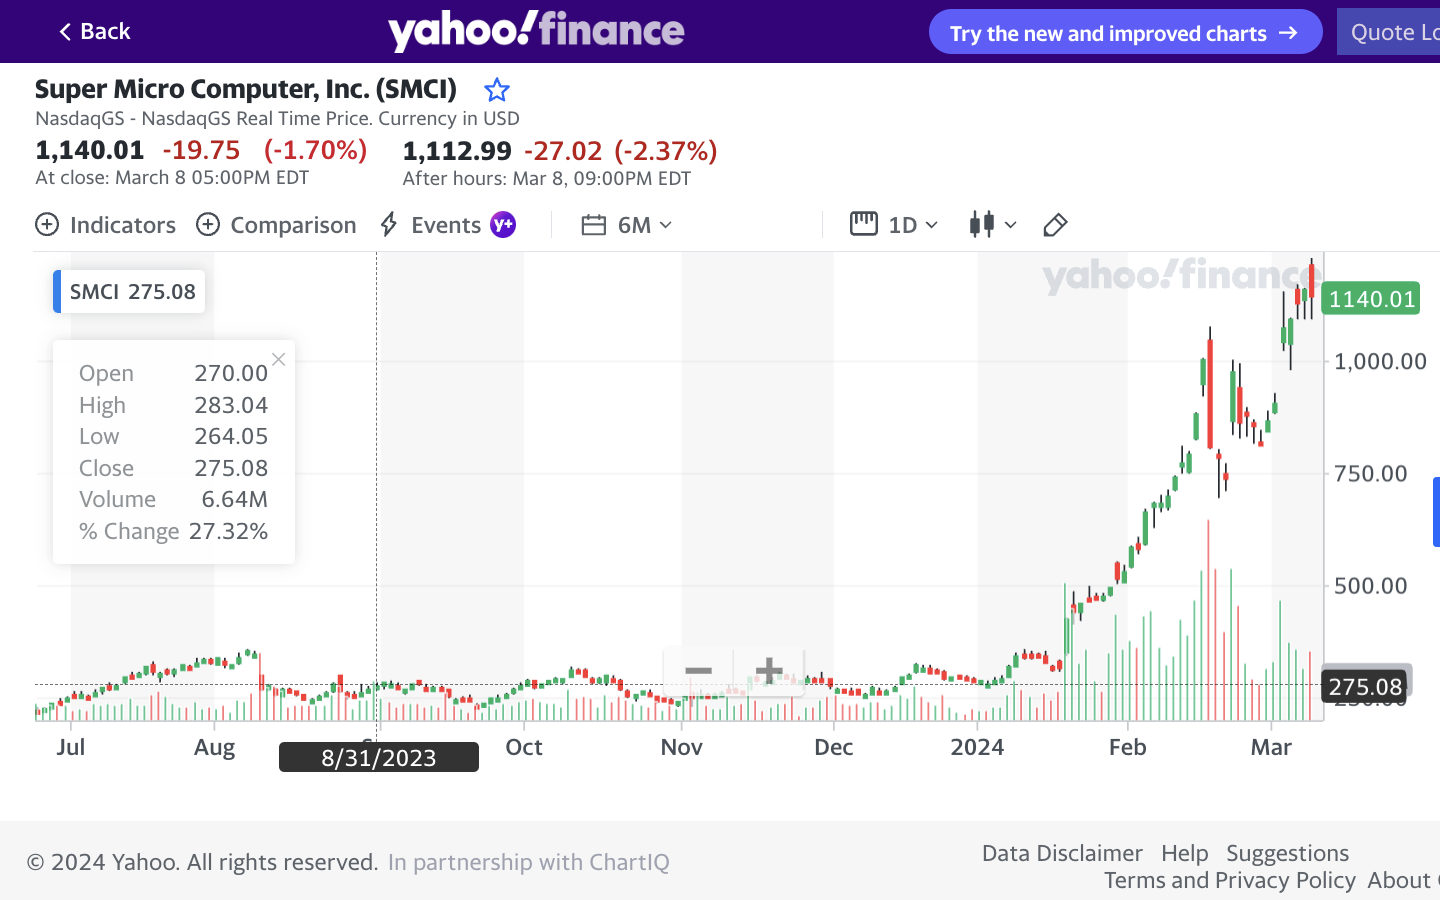 Back
yahoo!finance
Try the new and improved charts →
Quote Lo
Super Micro Computer, Inc. (SMCI)
NasdaqGS - NasdaqGS Real Time Price. Currency in USD
1,140.01 -19.75 (-1.70%) 1,112.99 -27.02 (-2.37%)
At close: March 8 05:00PM EDT After hours: Mar 8, 09:00PM EDT
Indicators Comparison Events y+ 6M 1D
yahoo!finance
SMCI 275.08
1140.01
Open 270.00
High 283.04
Low 264.05
Close 275.08
Volume 6.64M
% Change 27.32%
1,000.00
750.00
500.00
275.08
Jul Aug Oct Nov Dec 2024 Feb Mar
8/31/2023
© 2024 Yahoo. All rights reserved. In partnership with ChartIQ
Data Disclaimer Help Suggestions
Terms and Privacy Policy About